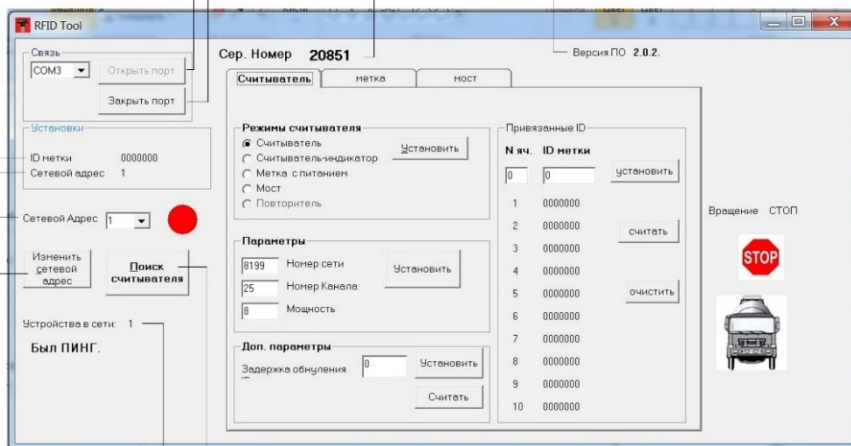 RFID Tool
Связь
COM3
Открыть порт
Закрыть порт
Установки
ID метки 0000000
Сетевой адрес 1
Сетевой Адрес 1
Изменить сетевой адрес
Поиск считывателя
Устройства в сети: 1
Был ПИНГ.
Сер. Номер 20851
Версия ПО 2.0.2.
Считыватель метка мост
Режимы считывателя
Считыватель
Считыватель-индикатор
Метка с питанием
Мост
Повторитель
Установить
Параметры
8199 Номер сети
25 Номер Канала
8 Мощность
Установить
Доп. параметры
Задержка обнуления
0
Установить
Считать
Привязанные ID
N яч. ID метки
0 0 установить
1 0000000
2 0000000
считать
3 0000000
4 0000000
5 0000000
очистить
6 0000000
7 0000000
8 0000000
9 0000000
10 0000000
Вращение СТОП
STOP